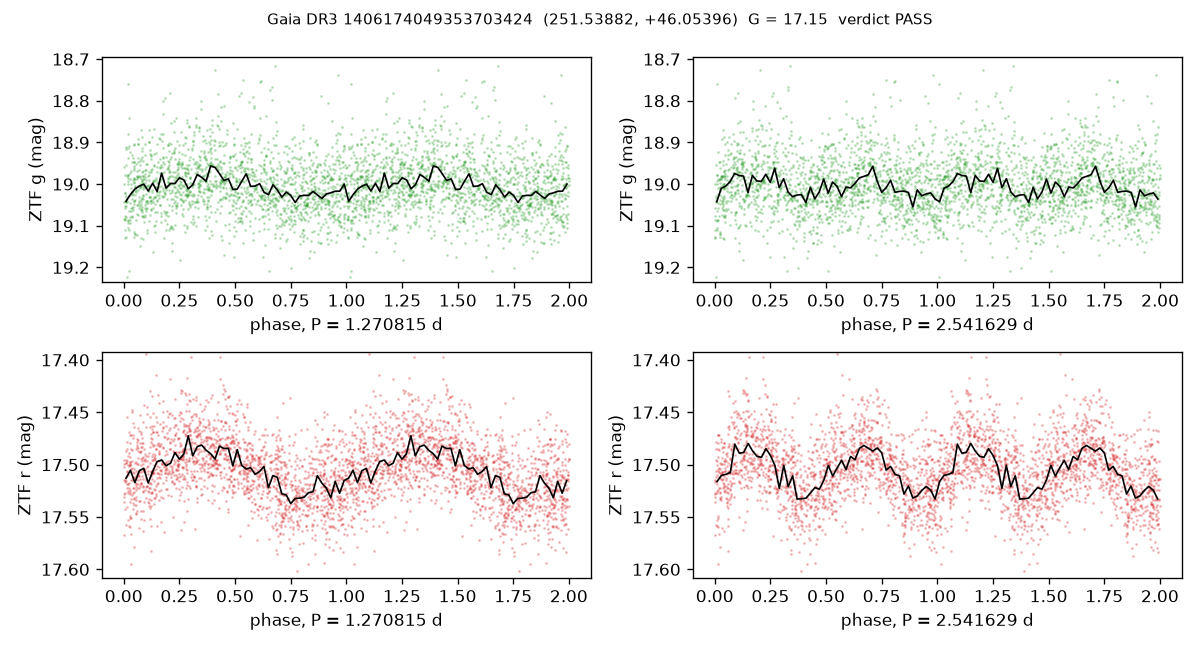 Gaia DR3 1406174049353703424 (251.53882, +46.05396) G = 17.15 verdict PASS
ZTF g (mag)
18.7
18.8
18.9
19.0
19.1
19.2
0.00 0.25 0.50 0.75 1.00 1.25 1.50 1.75 2.00
phase, P = 1.270815 d
ZTF g (mag)
18.7
18.8
18.9
19.0
19.1
19.2
0.00 0.25 0.50 0.75 1.00 1.25 1.50 1.75 2.00
phase, P = 2.541629 d
ZTF r (mag)
17.40
17.45
17.50
17.55
17.60
0.00 0.25 0.50 0.75 1.00 1.25 1.50 1.75 2.00
phase, P = 1.270815 d
ZTF r (mag)
17.40
17.45
17.50
17.55
17.60
0.00 0.25 0.50 0.75 1.00 1.25 1.50 1.75 2.00
phase, P = 2.541629 d